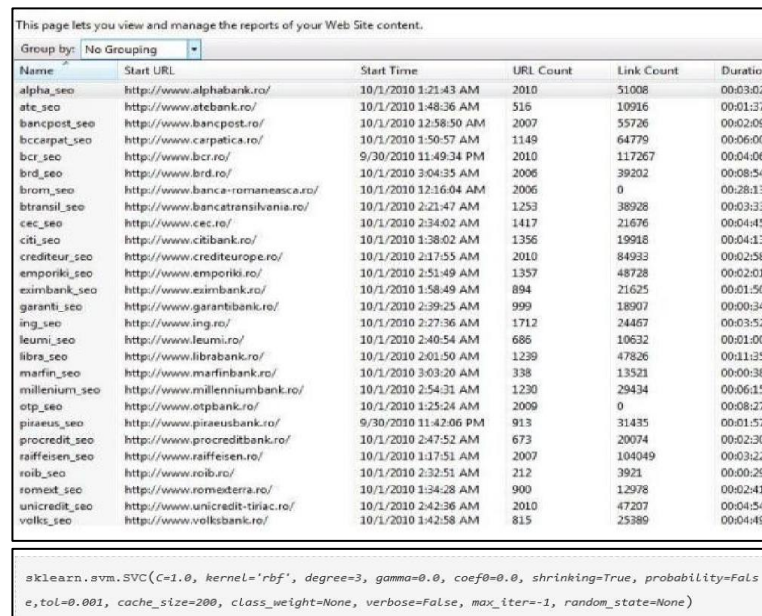 This page lets you view and manage the reports of your Web Site content.
Group by: No Grouping
Name Start URL Start Time URL Count Link Count Duratio
alpha_seo http://www.alphabank.ro/ 10/1/2010 1:21:43 AM 2010 51008 00:03:02
ate_seo http://www.atebank.ro/ 10/1/2010 1:48:36 AM 516 10916 00:01:37
bancpost_seo http://www.bancpost.ro/ 10/1/2010 12:58:50 AM 2007 55726 00:02:09
bccarpat_seo http://www.carpatica.ro/ 10/1/2010 1:50:57 AM 1149 64779 00:06:00
bcr_seo http://www.bcr.ro/ 9/30/2010 11:49:34 PM 2010 117267 00:04:06
brd_seo http://www.brd.ro/ 10/1/2010 3:04:35 AM 2006 39202 00:08:54
brom_seo http://www.banca-romaneasca.ro/ 10/1/2010 12:16:04 AM 2006 0 00:28:13
btransil_seo http://www.bancatransilvania.ro/ 10/1/2010 2:21:47 AM 1253 38928 00:03:33
cec_seo http://www.cec.ro/ 10/1/2010 2:34:02 AM 1417 21676 00:04:45
citi_seo http://www.citibank.ro/ 10/1/2010 1:38:02 AM 1356 19918 00:04:13
crediteur_seo http://www.crediteurope.ro/ 10/1/2010 2:17:55 AM 2010 84933 00:02:58
emporiki_seo http://www.emporiki.ro/ 10/1/2010 2:51:49 AM 1357 48728 00:02:01
eximbank_seo http://www.eximbank.ro/ 10/1/2010 1:58:49 AM 894 21625 00:01:50
garanti_seo http://www.garantibank.ro/ 10/1/2010 2:39:25 AM 999 18907 00:00:34
ing_seo http://www.ing.ro/ 10/1/2010 2:27:36 AM 1712 24467 00:03:52
leumi_seo http://www.leumi.ro/ 10/1/2010 2:40:54 AM 686 10632 00:01:00
libra_seo http://www.librabank.ro/ 10/1/2010 2:01:50 AM 1239 47826 00:11:35
marfin_seo http://www.marfinbank.ro/ 10/1/2010 3:03:20 AM 338 13521 00:00:38
millenium_seo http://www.millenniumbank.ro/ 10/1/2010 2:54:31 AM 1230 29434 00:06:15
otp_seo http://www.otpbank.ro/ 10/1/2010 1:25:24 AM 2009 0 00:08:27
piraeus_seo http://www.piraeusbank.ro/ 9/30/2010 11:42:06 PM 913 31435 00:01:57
procredit_seo http://www.procreditbank.ro/ 10/1/2010 2:47:52 AM 673 20074 00:02:30
raiffeisen_seo http://www.raiffeisen.ro/ 10/1/2010 1:17:51 AM 2007 104049 00:03:22
roib_seo http://www.roib.ro/ 10/1/2010 2:32:51 AM 212 3921 00:00:29
romext_seo http://www.romexterra.ro/ 10/1/2010 1:34:28 AM 900 12978 00:02:41
unicredit_seo http://www.unicredit-tiriac.ro/ 10/1/2010 2:42:36 AM 2010 47207 00:04:54
volks_seo http://www.volksbank.ro/ 10/1/2010 1:42:58 AM 815 25389 00:04:49
sklearn.svm.SVC(C=1.0, kernel='rbf', degree=3, gamma=0.0, coef0=0.0, shrinking=True, probability=Fals
e,tol=0.001, cache_size=200, class_weight=None, verbose=False, max_iter=-1, random_state=None)